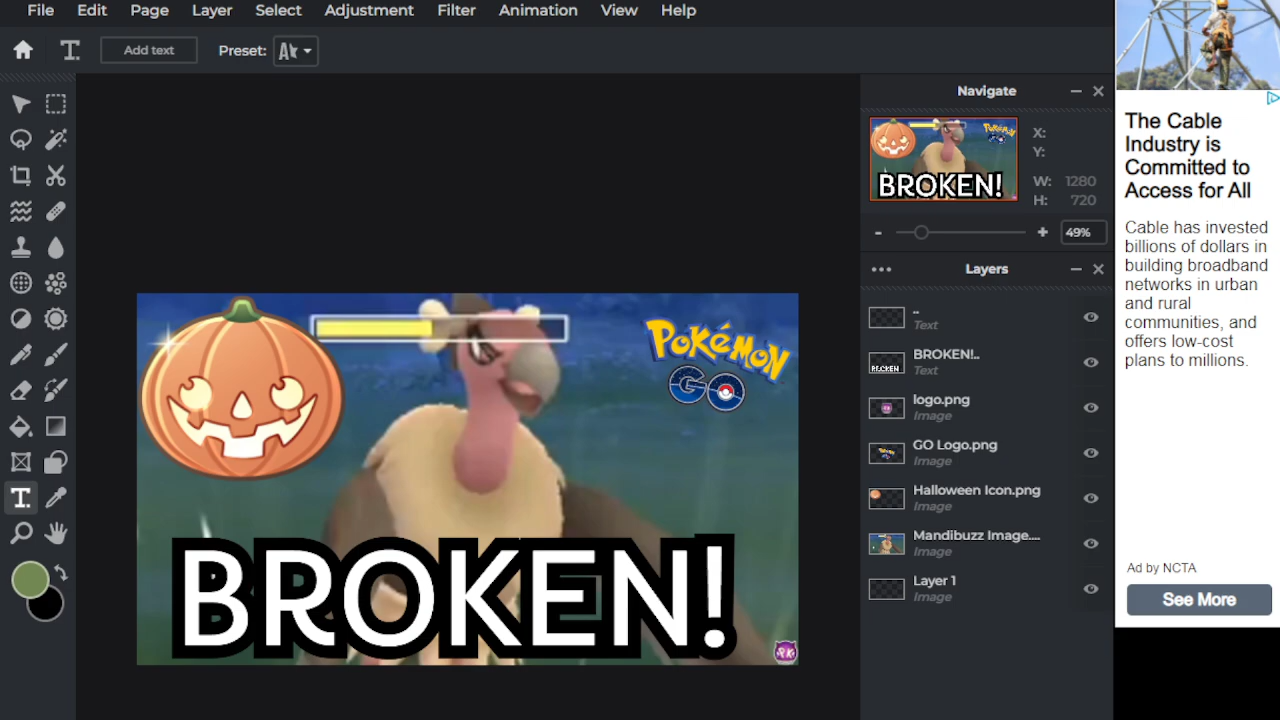 File Edit Page Layer Select Adjustment Filter Animation View Help
T. Add text Preset: Ak
Navigate
X:
Y:
W: 1280
H: 720
BROKEN!
- + 49%
Layers
..
Text
BROKEN!..
Text
logo.png
Image
GO Logo.png
Image
Halloween Icon.png
Image
Mandibuzz Image....
Image
Layer 1
Image
T.
POKéMON
GO
BROKEN!
PK
The Cable
Industry is
Committed to
Access for All
Cable has invested
billions of dollars in
building broadband
networks in urban
and rural
communities, and
offers low-cost
plans to millions.
Ad by NCTA
See More